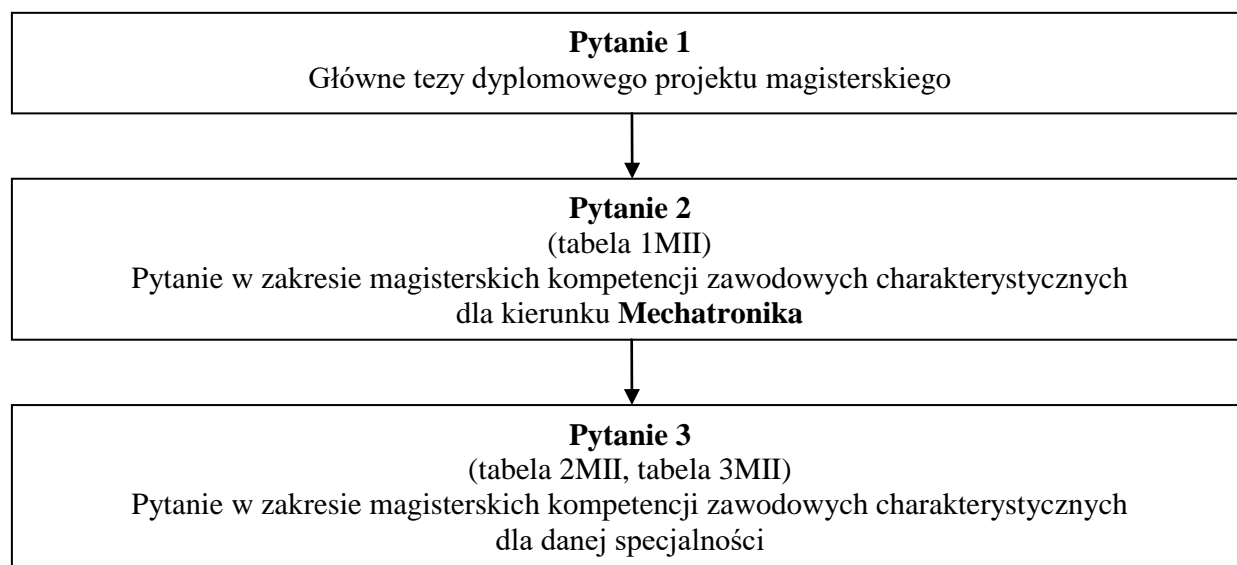 Pytanie 1
Główne tezy dyplomowego projektu magisterskiego
Pytanie 2
(tabela 1MII)
Pytanie w zakresie magisterskich kompetencji zawodowych charakterystycznych
dla kierunku Mechatronika
Pytanie 3
(tabela 2MII, tabela 3MII)
Pytanie w zakresie magisterskich kompetencji zawodowych charakterystycznych
dla danej specjalności